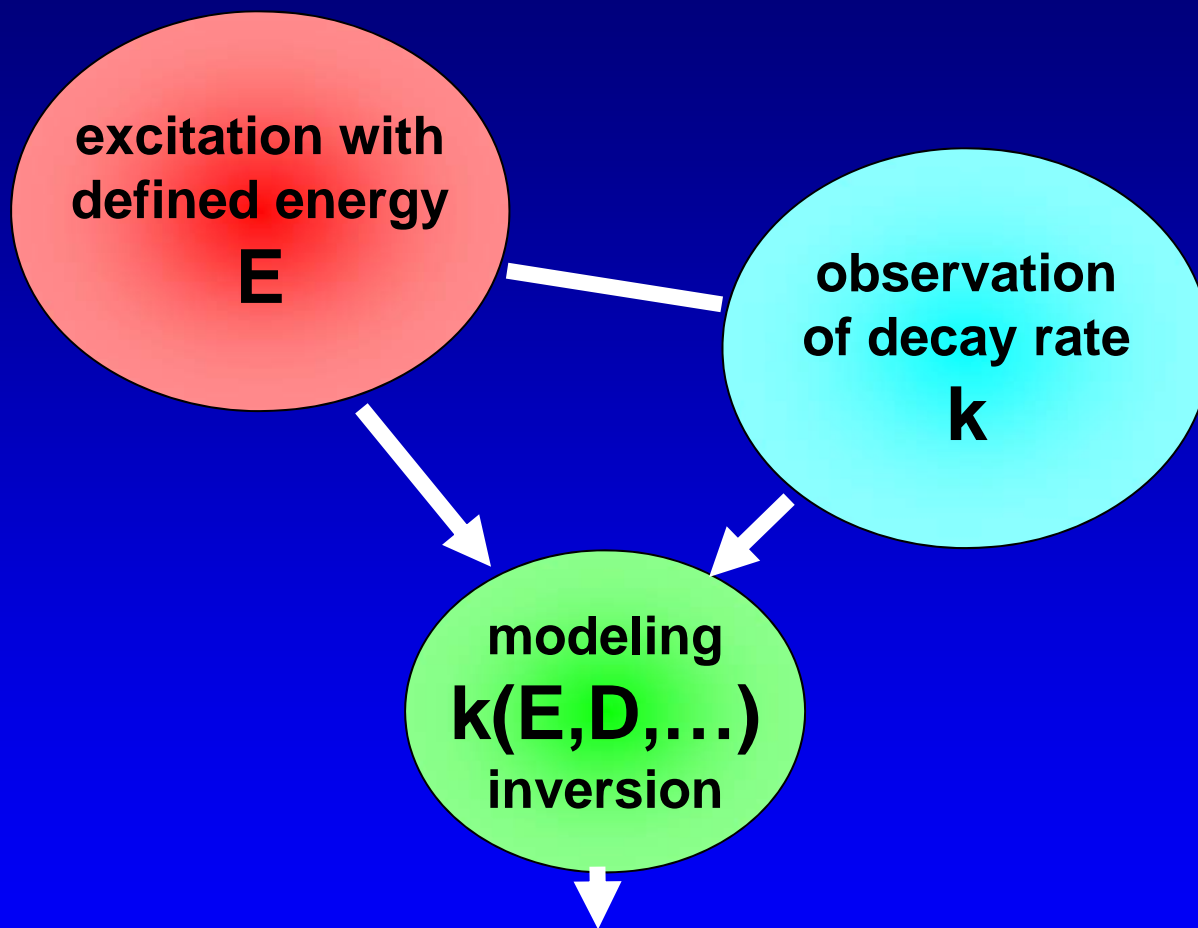 excitation with
defined energy
E
observation
of decay rate
k
modeling
k(E,D,…)
inversion